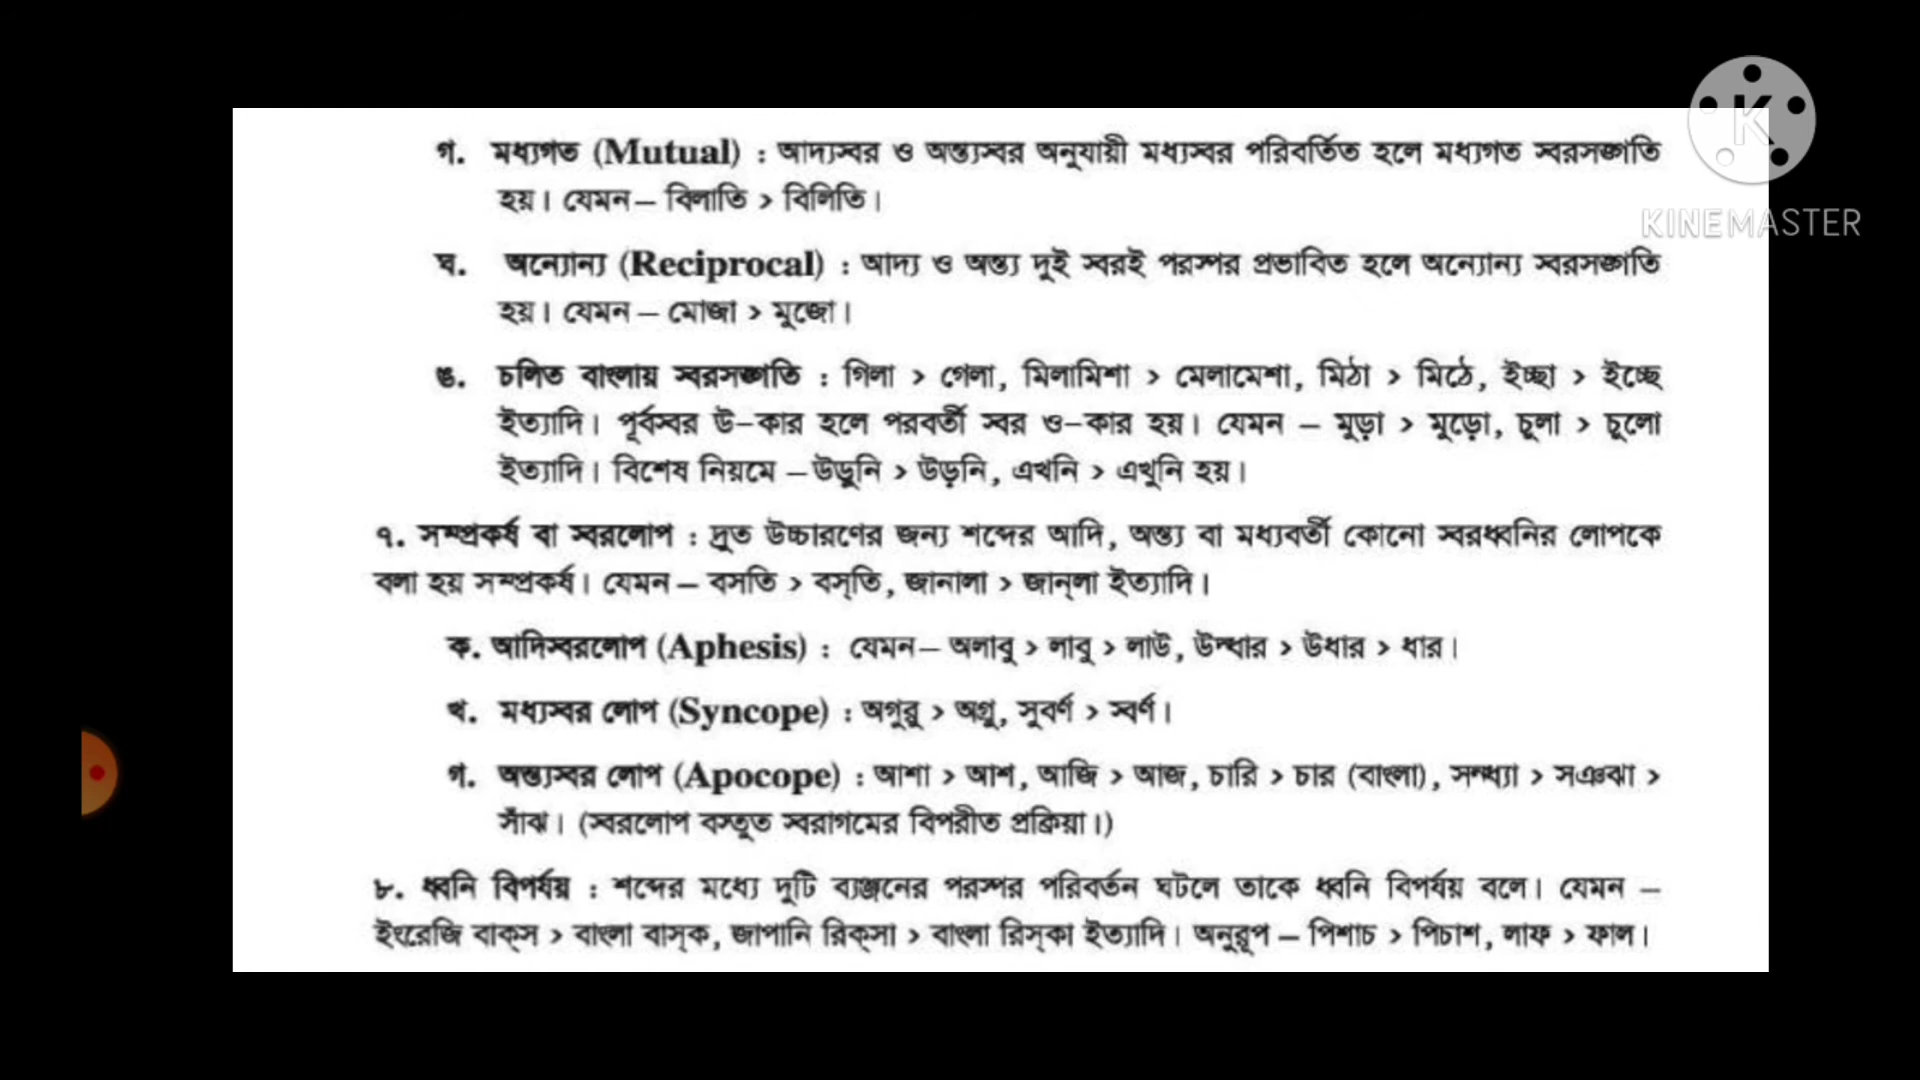 গ. মধ্যগত (Mutual) : আদ্যস্বর ও অন্ত্যস্বর অনুযায়ী মধ্যস্বর পরিবর্তিত হলে মধ্যগত স্বরসঙ্গতি
হয়। যেমন– বিলাতি > বিলিতি।
ঘ. অন্যোন্য (Reciprocal) : আদ্য ও অন্ত্য দুই স্বরই পরস্পর প্রভাবিত হলে অন্যোন্য স্বরসঙ্গতি
হয়। যেমন – মোজা > মুজো।
ঙ. চলিত বাংলায় স্বরসঙ্গতি : গিলা > গেলা, মিলামিশা > মেলামেশা, মিঠা > মিঠে, ইচ্ছা > ইচ্ছে
ইত্যাদি। পূর্বস্বর উ-কার হলে পরবর্তী স্বর ও-কার হয়। যেমন – মুড়া > মুড়ো, চুলা > চুলো
ইত্যাদি। বিশেষ নিয়মে – উড়ুনি > উড়নি, এখনি > এখুনি হয়।
৭. সম্প্রকর্ষ বা স্বরলোপ : দ্রুত উচ্চারণের জন্য শব্দের আদি, অন্ত্য বা মধ্যবর্তী কোনো স্বরধ্বনির লোপকে
বলা হয় সম্প্রকর্ষ। যেমন – বসতি > বস্‌তি, জানালা > জান্‌লা ইত্যাদি।
ক. আদিস্বরলোপ (Aphesis) : যেমন– অলাবু > লাবু > লাউ, উদ্ধার > উধার > ধার।
খ. মধ্যস্বর লোপ (Syncope) : অগুরু > অগ্রু, সুবর্ণ > স্বর্ণ।
গ. অন্ত্যস্বর লোপ (Apocope) : আশা > আশ, আজি > আজ, চারি > চার (বাংলা), সন্ধ্যা > সঞঝা >
সাঁঝ। (স্বরলোপ বস্তুত স্বরাগমের বিপরীত প্রক্রিয়া।)
৮. ধ্বনি বিপর্যয় : শব্দের মধ্যে দুটি ব্যঞ্জনের পরস্পর পরিবর্তন ঘটলে তাকে ধ্বনি বিপর্যয় বলে। যেমন –
ইংরেজি বাক্‌স > বাংলা বাস্‌ক, জাপানি রিক্‌সা > বাংলা রিস্‌কা ইত্যাদি। অনুরূপ – পিশাচ > পিচাশ, লাফ > ফাল।
K
KINEMASTER